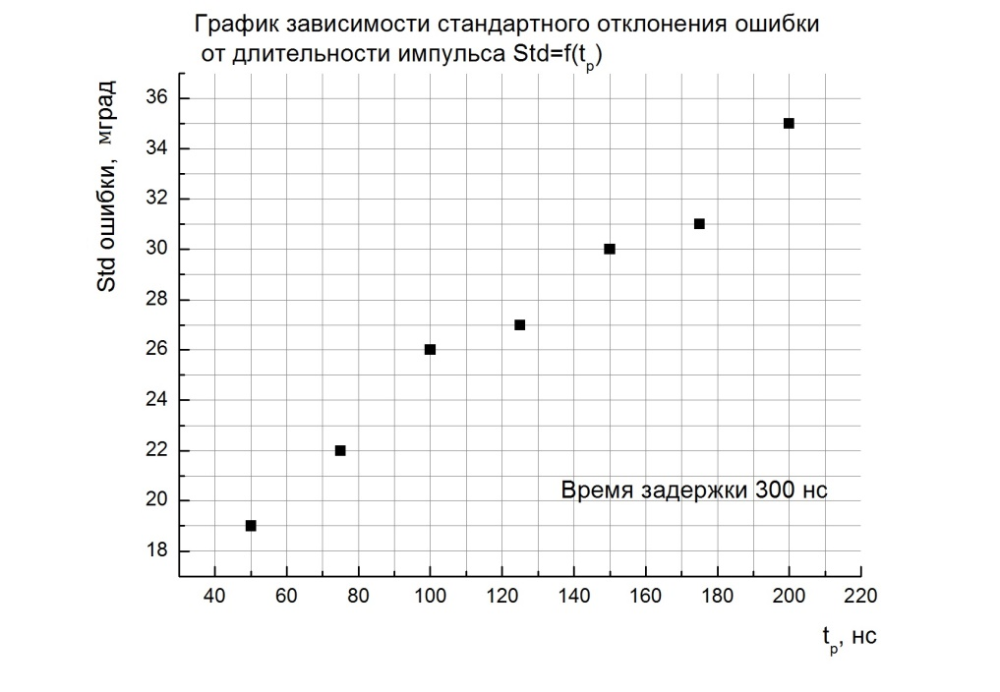 График зависимости стандартного отклонения ошибки
от длительности импульса Std=f(tp)
Std ошибки, мград
36
34
32
30
28
26
24
22
20
18
Время задержки 300 нс
40 60 80 100 120 140 160 180 200 220
tp, нс